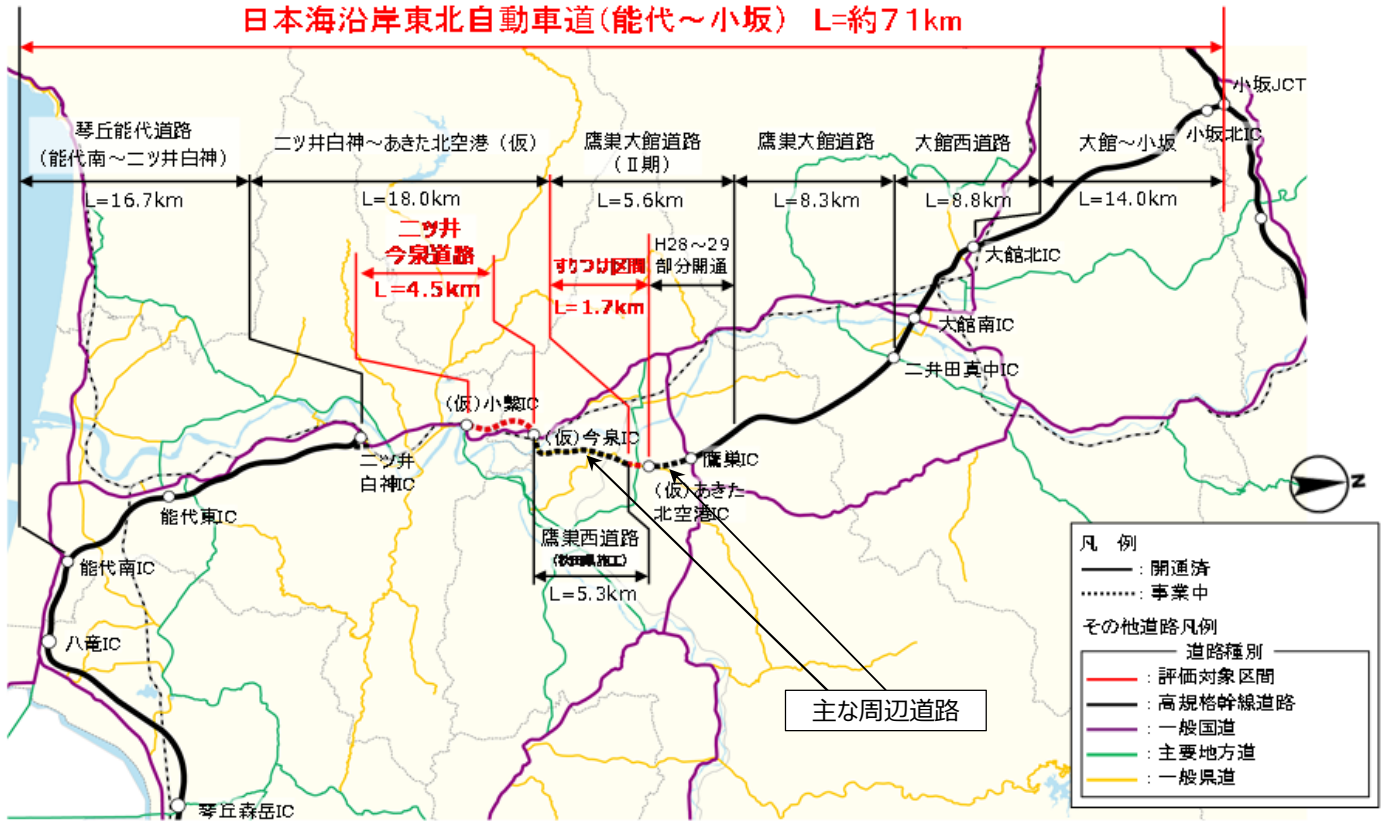 日本海沿岸東北自動車道(能代～小坂) L=約71km
小坂JCT
小坂北IC
琴丘能代道路
(能代南～二ッ井白神)
L=16.7km
二ッ井白神～あきた北空港（仮）
L=18.0km
鷹巣大館道路
(Ⅱ期)
L=5.6km
鷹巣大館道路
L=8.3km
大館西道路
L=8.8km
大館～小坂
L=14.0km
二ッ井
今泉道路
L=4.5km
すりつけ区間
L=1.7km
H28～29
部分開通
大館北IC
大館南IC
二井田真中IC
(仮)小繋IC
(仮)今泉IC
鷹巣IC
(仮)あきた
北空港IC
二ッ井
白神IC
能代東IC
能代南IC
八竜IC
琴丘森岳IC
鷹巣西道路
(秋田県施工)
L=5.3km
主な周辺道路
N
凡 例
：開通済
：事業中
その他道路凡例
道路種別
：評価対象区間
：高規格幹線道路
：一般国道
：主要地方道
：一般県道